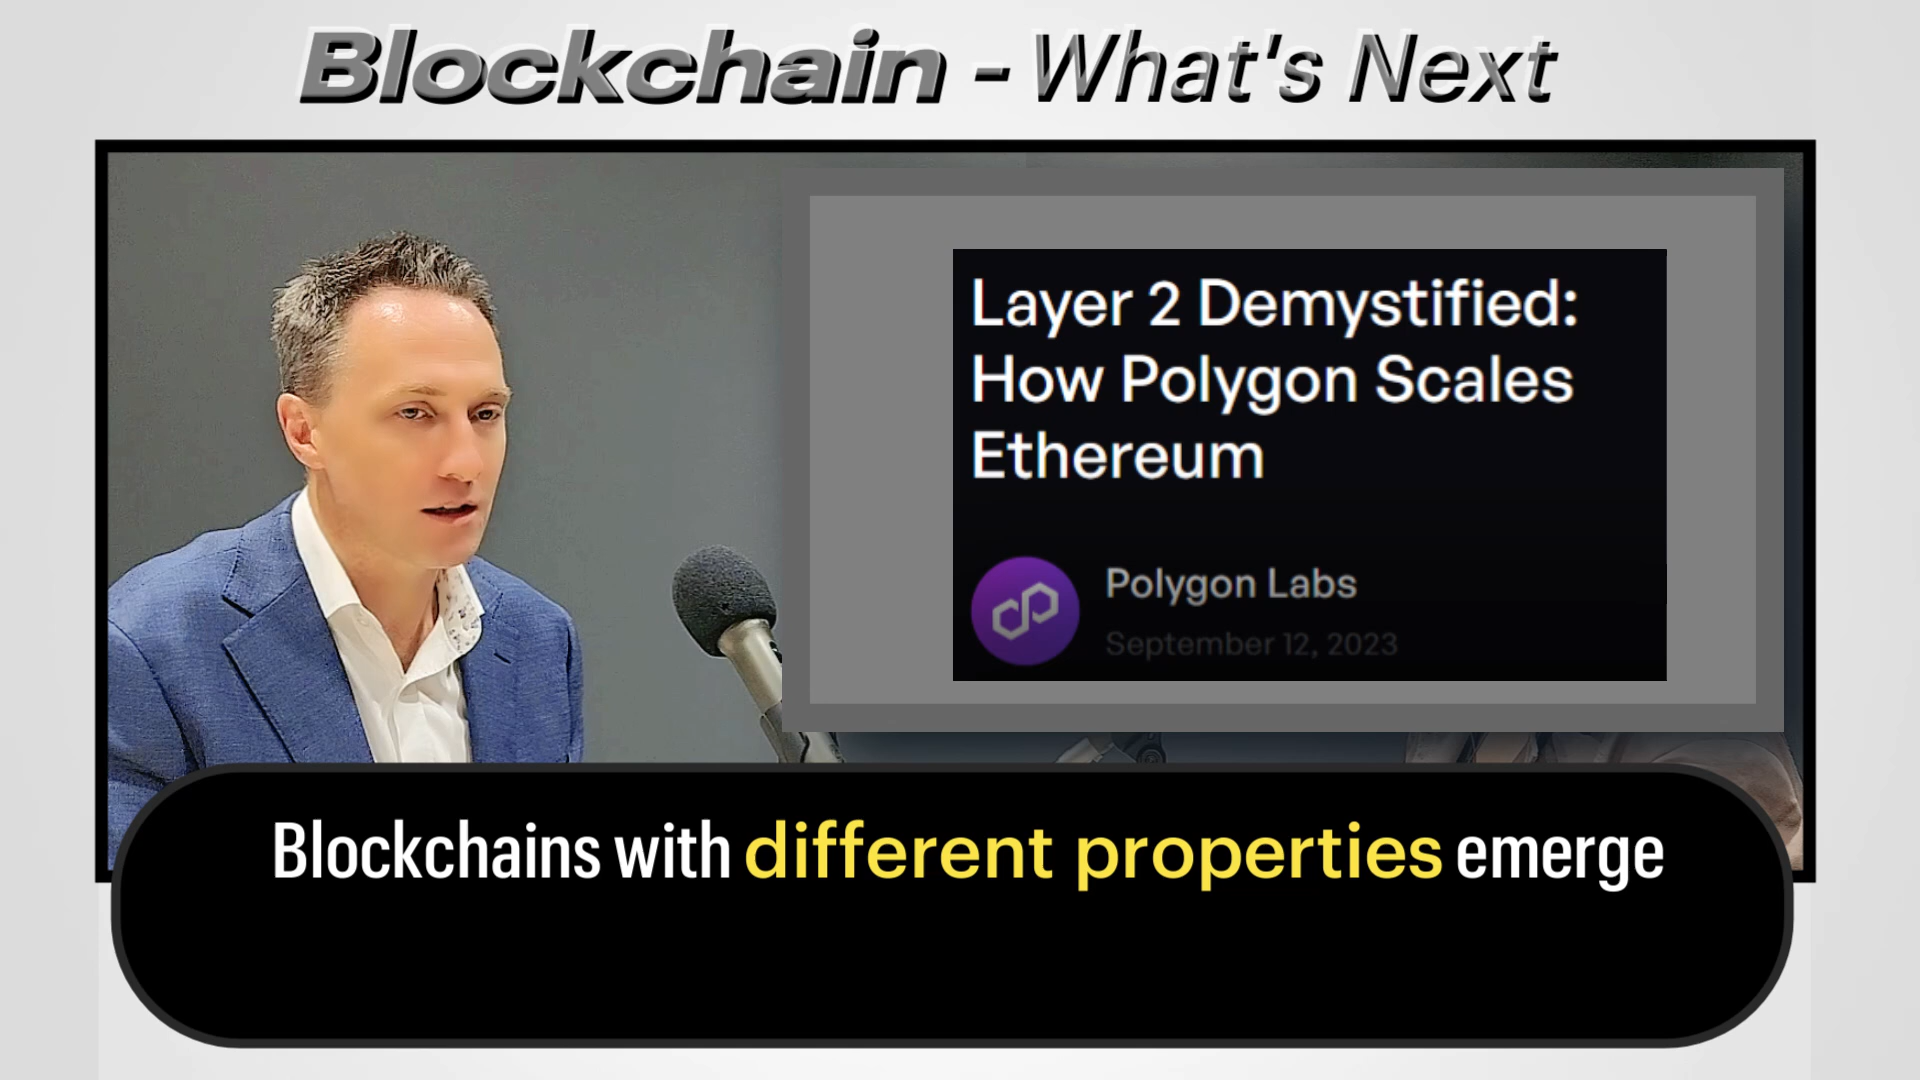 Blockchain - What's Next
Layer 2 Demystified:
How Polygon Scales
Ethereum
Polygon Labs
September 12, 2023
Blockchains with different properties emerge